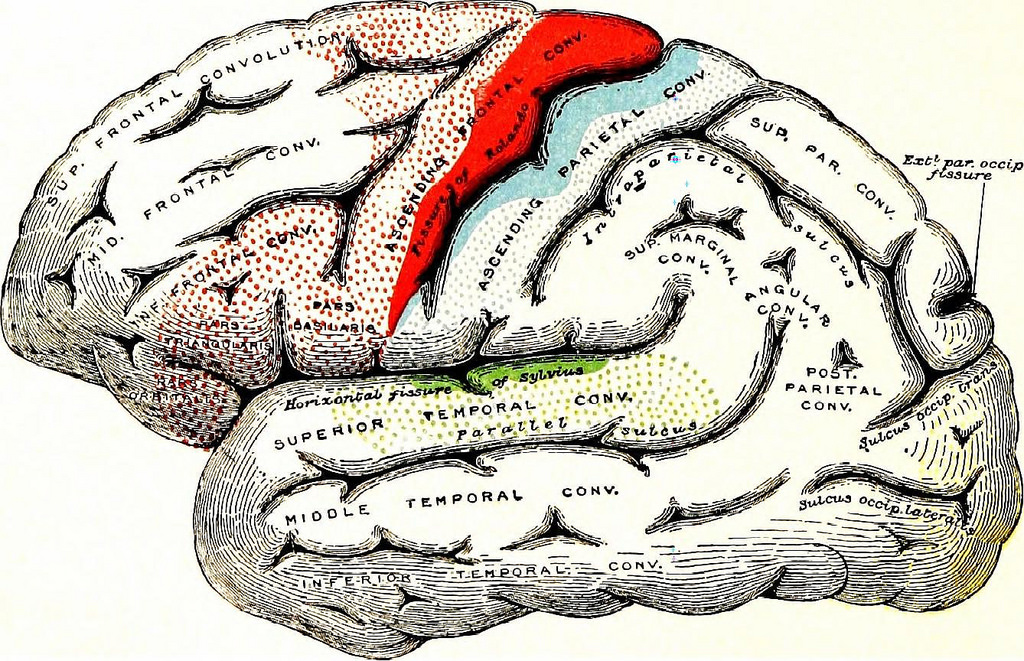 SUP. FRONTAL CONVOLUTION
MID. FRONTAL CONV.
INF. FRONTAL CONV.
PARS
TRIANGULARIS
PARS
BASILARIS
PARS
ORBITALIS
ASCENDING FRONTAL CONV.
Fissure of Rolando
ASCENDING PARIETAL CONV.
SUP. PAR. CONV.
Extl. par. occip
fissure
Intraparietal sulcus
SUP. MARGINAL
CONV.
ANGULAR
CONV.
POST.
PARIETAL
CONV.
Sulcus occip. trans
Sulcus occip. lateralis
Horizontal fissure of Sylvius
SUPERIOR TEMPORAL CONV.
Parallel sulcus
MIDDLE TEMPORAL CONV.
INFERIOR TEMPORAL CONV.